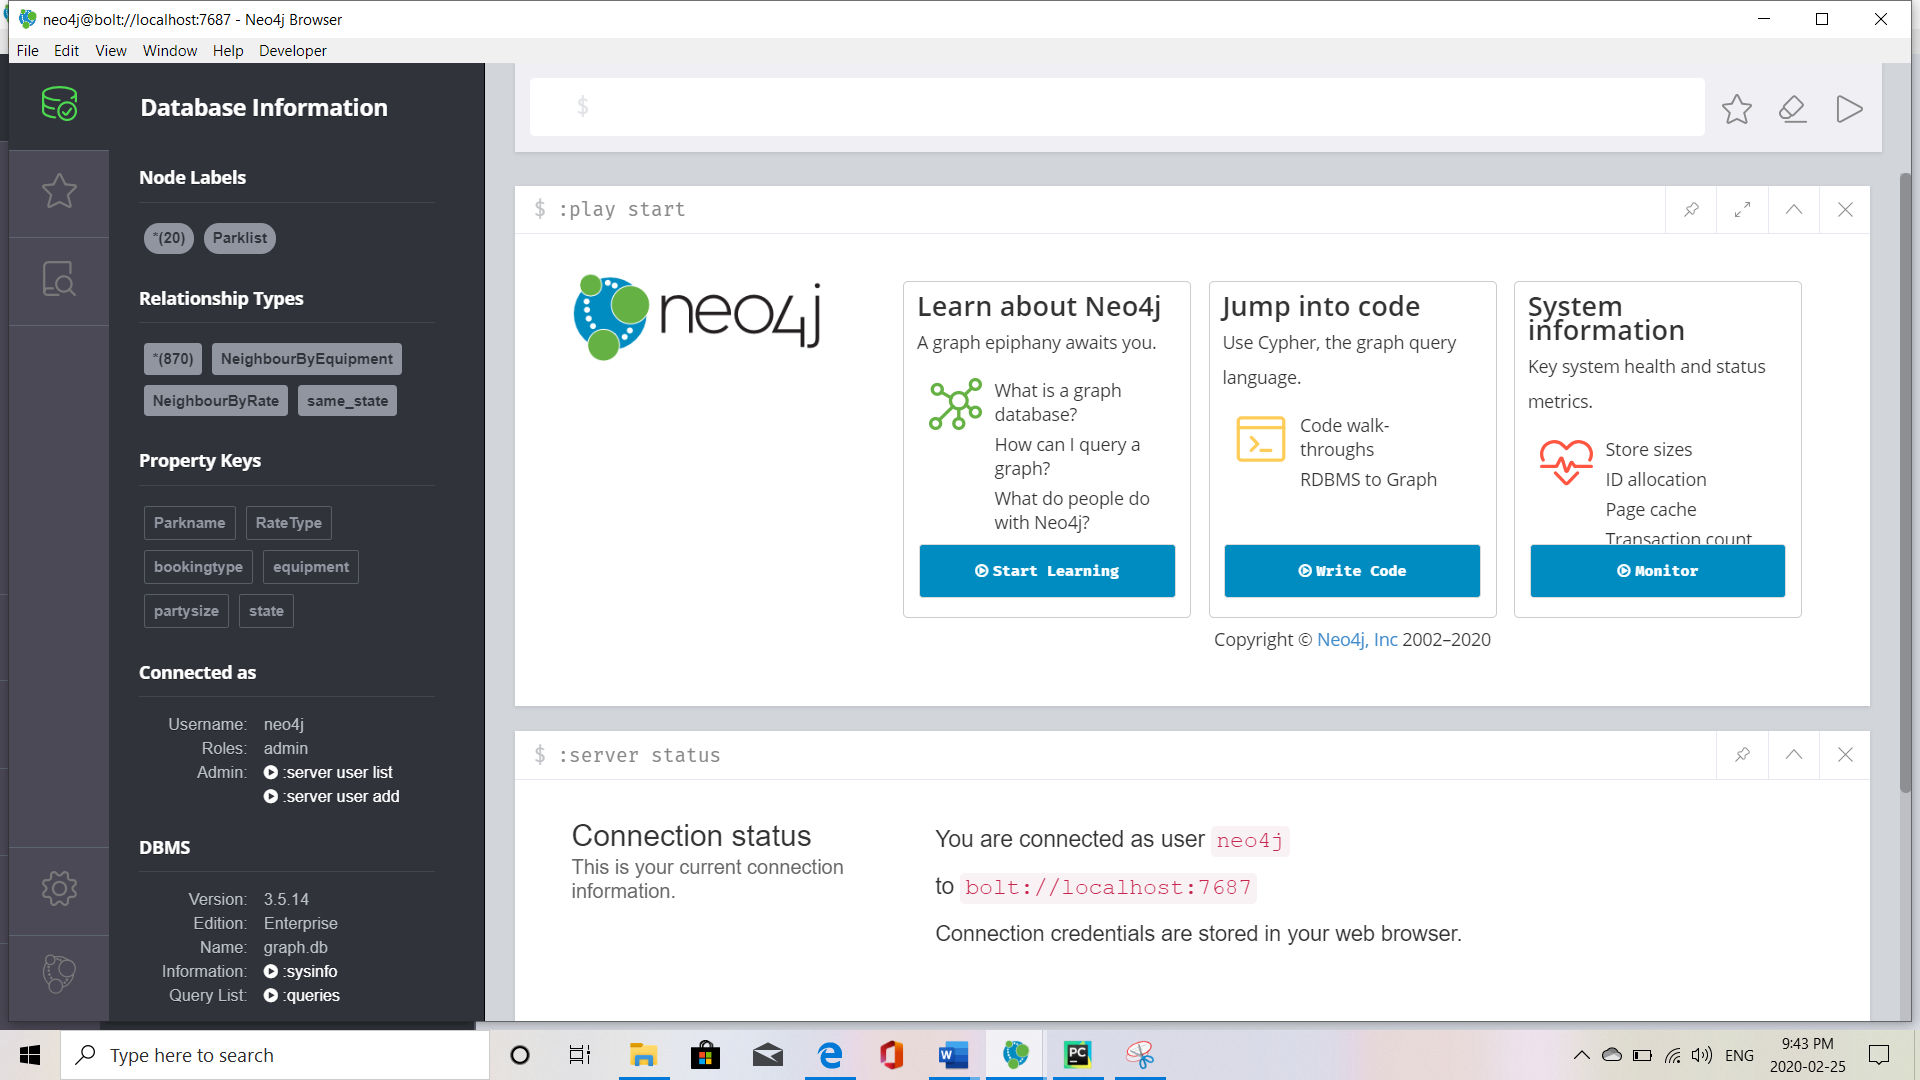 neo4j@bolt://localhost:7687 - Neo4j Browser
File Edit View Window Help Developer
Database Information
Node Labels
*(20) Parklist
Relationship Types
*(870) NeighbourByEquipment
NeighbourByRate same_state
Property Keys
Parkname RateType
bookingtype equipment
partysize state
Connected as
Username: neo4j
Roles: admin
Admin: :server user list
:server user add
DBMS
Version: 3.5.14
Edition: Enterprise
Name: graph.db
Information: :sysinfo
Query List: :queries
$
$ :play start
neo4j
Learn about Neo4j
A graph epiphany awaits you.
What is a graph
database?
How can I query a
graph?
What do people do
with Neo4j?
Start Learning
Jump into code
Use Cypher, the graph query
language.
Code walk-
throughs
RDBMS to Graph
Write Code
System
information
Key system health and status
metrics.
Store sizes
ID allocation
Page cache
Transaction count
Monitor
Copyright © Neo4j, Inc 2002–2020
$ :server status
Connection status
This is your current connection
information.
You are connected as user neo4j
to bolt://localhost:7687
Connection credentials are stored in your web browser.
Type here to search
W
PC
ENG
9:43 PM
2020-02-25